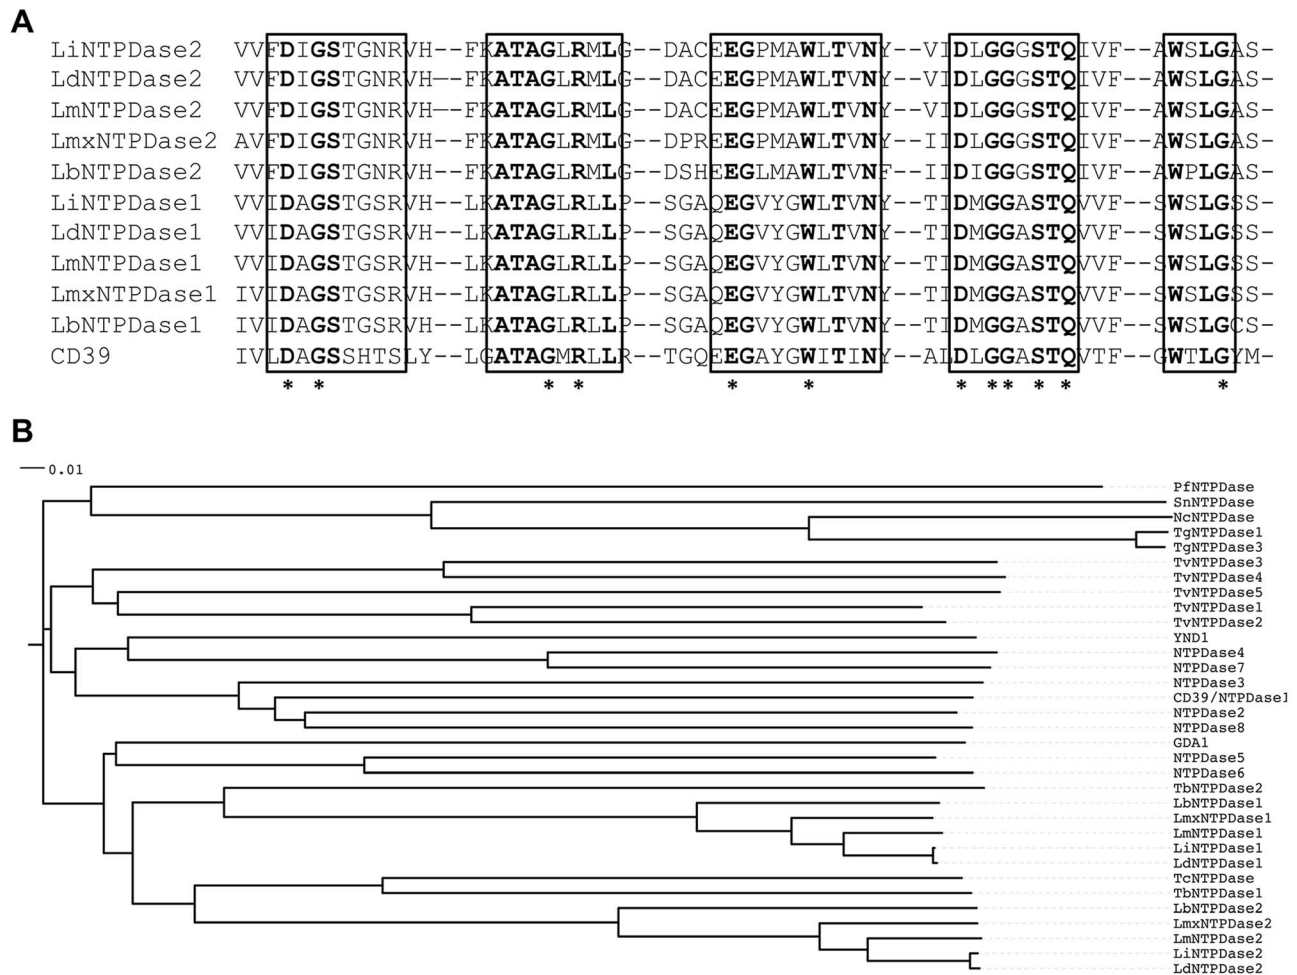 A
LiNTPDase2 VVFDIGSTGNRVH--FKATAGLRMLG--DACEEGPMAWLTVNY--VIDLGGGSTQIVF--AWSLGAS-
LdNTPDase2 VVFDIGSTGNRVH--FKATAGLRMLG--DACEEGPMAWLTVNY--VIDLGGGSTQIVF--AWSLGAS-
LmNTPDase2 VVFDIGSTGNRVH--FKATAGLRMLG--DACEEGPMAWLTVNY--VIDLGGGSTQIVF--AWSLGAS-
LmxNTPDase2 AVFDIGSTGNRVH--FKATAGLRMLG--DPREEGPMAWLTVNY--IIDLGGGSTQIVF--AWSLGAS-
LbNTPDase2 VVFDIGSTGNRVH--FKATAGLRMLG--DSHEEGLMAWLTVNF--IIDIGGGSTQIVF--AWPLGAS-
LiNTPDase1 VVIDAGSTGSRVH--LKATAGLRLLP--SGAQEGVYGWLTVNY--TIDMGGASTQVVF--SWSLGSS-
LdNTPDase1 VVIDAGSTGSRVH--LKATAGLRLLP--SGAQEGVYGWLTVNY--TIDMGGASTQVVF--SWSLGSS-
LmNTPDase1 VVIDAGSTGSRVH--LKATAGLRLLP--SGAQEGVYGWLTVNY--TIDMGGASTQVVF--SWSLGSS-
LmxNTPDase1 IVIDAGSTGSRVH--LKATAGLRLLP--SGAQEGVYGWLTVNY--TIDMGGASTQVVF--SWSLGSS-
LbNTPDase1 IVIDAGSTGSRVH--LKATAGLRLLP--SGAQEGVYGWLTVNY--TIDMGGASTQVVF--SWSLGCS-
CD39 IVLDAGSSHTSLY--LGATAGMRLLR--TGQEEGAYGWITINY--ALDLGGASTQVTF--GWTLGYM-
* * * * * * * * * * * *
B
0.01
PfNTPDase
SnNTPDase
NcNTPDase
TgNTPDase1
TgNTPDase3
TvNTPDase3
TvNTPDase4
TvNTPDase5
TvNTPDase1
TvNTPDase2
YND1
NTPDase4
NTPDase7
NTPDase3
CD39/NTPDase1
NTPDase2
NTPDase8
GDA1
NTPDase5
NTPDase6
TbNTPDase2
LbNTPDase1
LmxNTPDase1
LmNTPDase1
LiNTPDase1
LdNTPDase1
TcNTPDase
TbNTPDase1
LbNTPDase2
LmxNTPDase2
LmNTPDase2
LiNTPDase2
LdNTPDase2